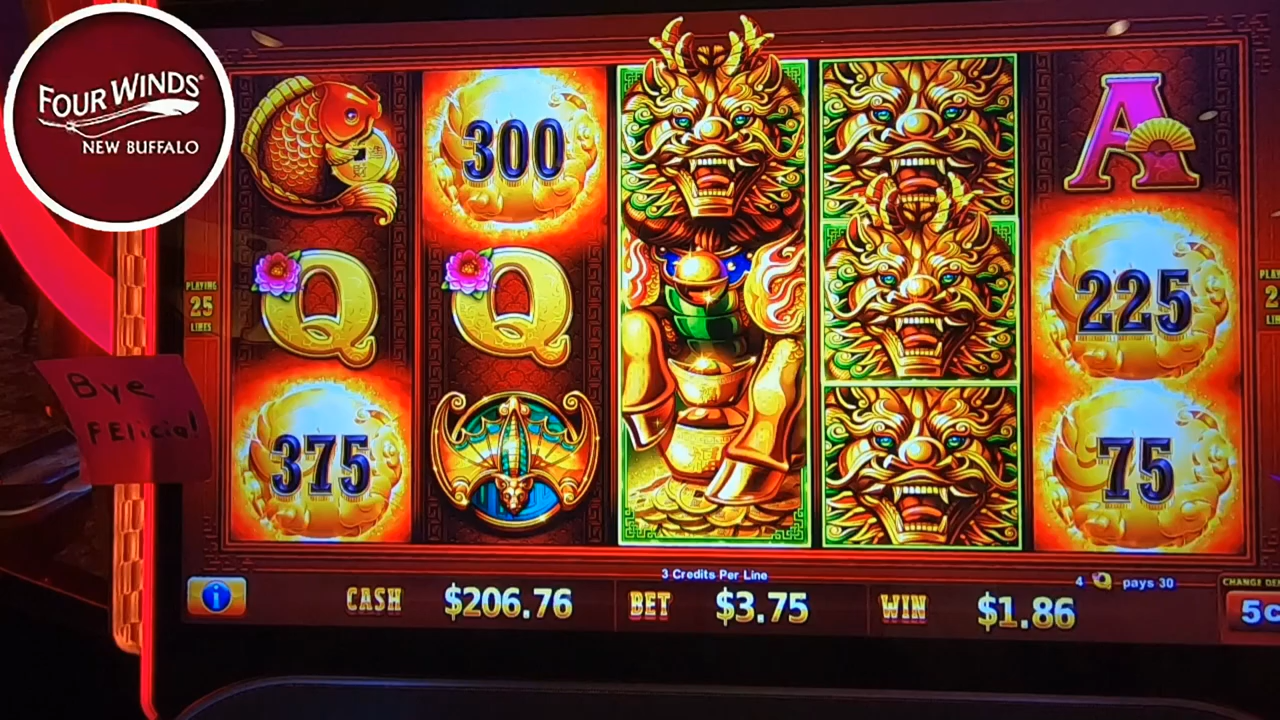 FOUR WINDS®
NEW BUFFALO
300
A
PLAYING
25
LINES
Q
Q
225
Bye
FElicia!
375
75
3 Credits Per Line
4 pays 30
CASH $206.76 BET $3.75 WIN $1.86
5c